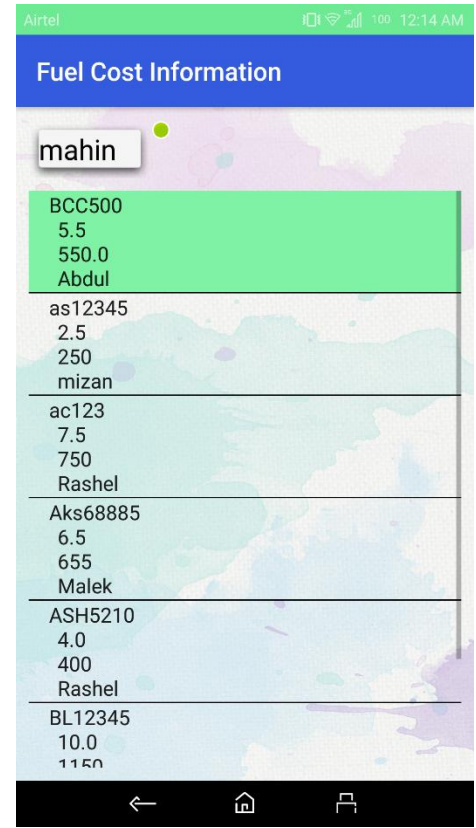 Airtel 100 12:14 AM
Fuel Cost Information
mahin
BCC500
5.5
550.0
Abdul
as12345
2.5
250
mizan
ac123
7.5
750
Rashel
Aks68885
6.5
655
Malek
ASH5210
4.0
400
Rashel
BL12345
10.0
1150